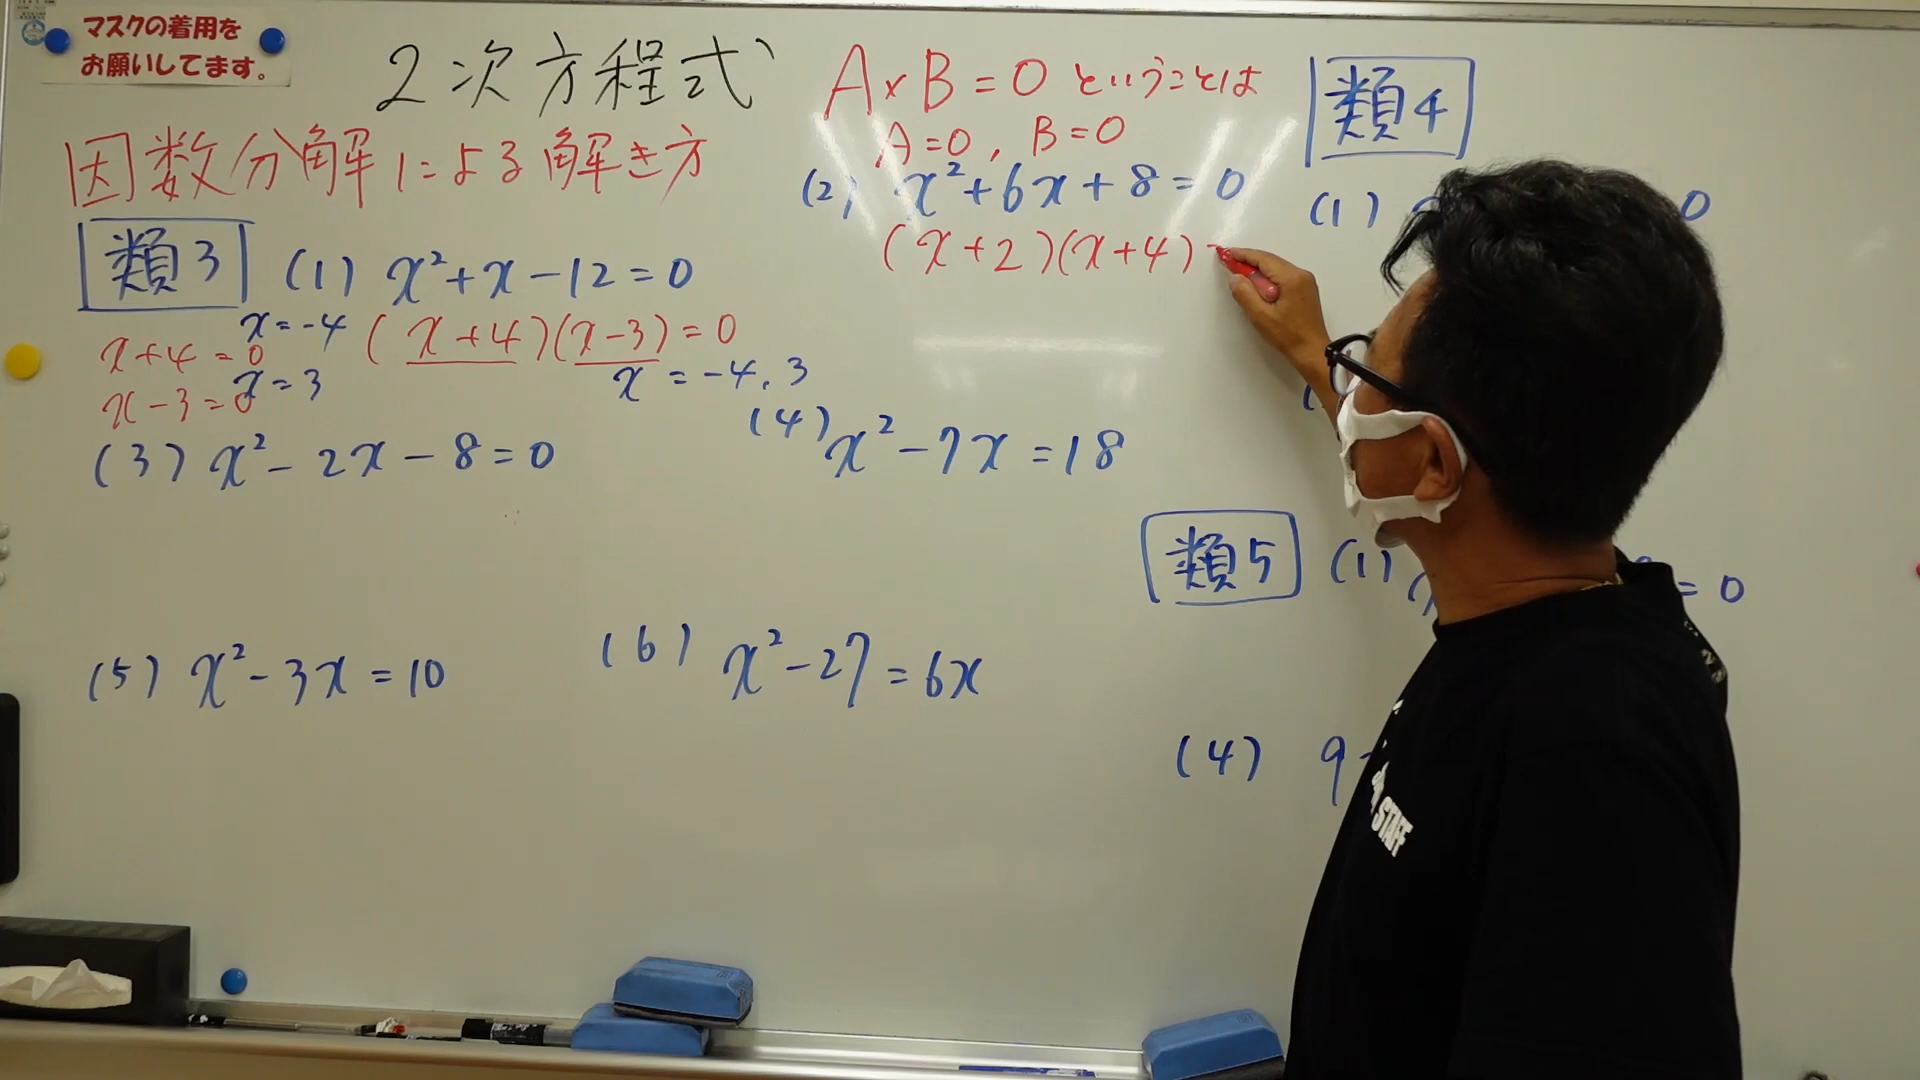 マスクの着用を
お願いしてます。
2次方程式
因数分解による解き方
A×B=0ということは
A=0, B=0
類3
(1) x²+x-12=0
(x+4)(x-3)=0
x+4=0
x=-4
x-3=0
x=3
x=-4,3
(2) x²+6x+8=0
(x+2)(x+4)=
(3) x²-2x-8=0
(4) x²-7x=18
(5) x²-3x=10
(6) x²-27=6x
類4
(1)
0
類5
(1)
=0
(4) 9
STAFF